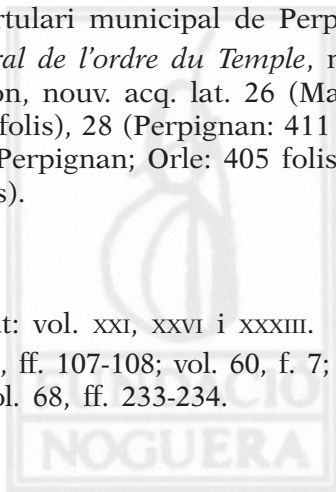 rtulari municipal de Perp
ral de l'ordre du Temple, n
on, nouv. acq. lat. 26 (Ma
folis), 28 (Perpignan: 411
Perpignan; Orle: 405 folis
s).
t: vol. XXI, XXVI i XXXIII.
, ff. 107-108; vol. 60, f. 7;
ol. 68, ff. 233-234.
FUNDACIÓ
NOGUERA